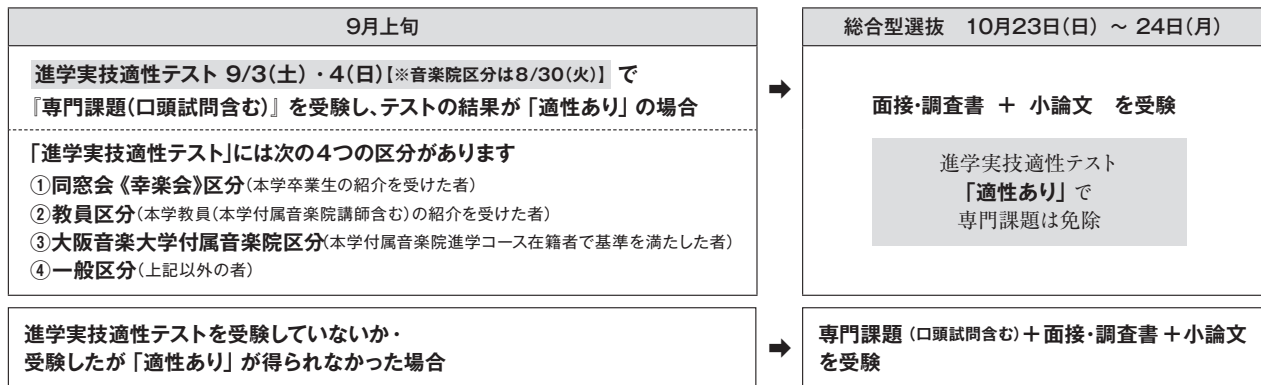 9月上旬
進学実技適性テスト 9/3(土)・4(日)【※音楽院区分は8/30(火)】 で
『専門課題(口頭試問含む)』を受験し、テストの結果が「適性あり」の場合
「進学実技適性テスト」には次の4つの区分があります
①同窓会《幸楽会》区分(本学卒業生の紹介を受けた者)
②教員区分(本学教員(本学付属音楽院講師含む)の紹介を受けた者)
③大阪音楽大学付属音楽院区分(本学付属音楽院進学コース在籍者で基準を満たした者)
④一般区分(上記以外の者)
➡
総合型選抜 10月23日(日) ~ 24日(月)
面接・調査書 + 小論文 を受験
進学実技適性テスト
「適性あり」で
専門課題は免除
進学実技適性テストを受験していないか・
受験したが「適性あり」が得られなかった場合
➡
専門課題(口頭試問含む)+面接・調査書+小論文
を受験